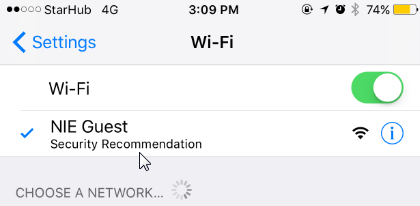 StarHub 4G 3:09 PM 74%
Settings Wi-Fi
Wi-Fi
NIE Guest
Security Recommendation
CHOOSE A NETWORK...